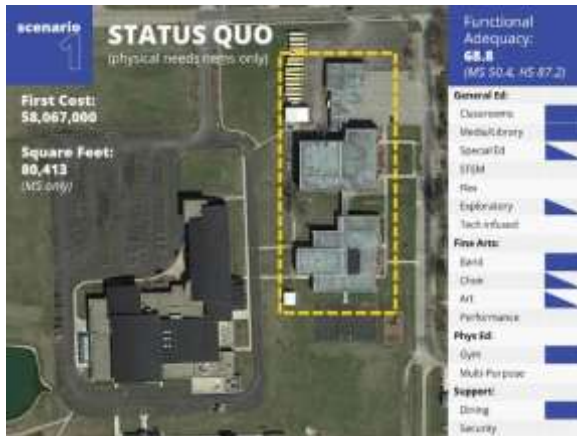 scenario
1
STATUS QUO
(physical needs items only)
First Cost:
58,067,000
Square Feet:
80,413
(MS only)
Functional
Adequacy:
68.8
(MS 50.4, HS 87.2)
General Ed:
Classrooms
Media/Library
Special Ed
STEM
Flex
Exploratory
Tech Infused
Fine Arts:
Band
Choir
Art
Performance
Phys Ed:
Gym
Multi-Purpose
Support:
Dining
Security